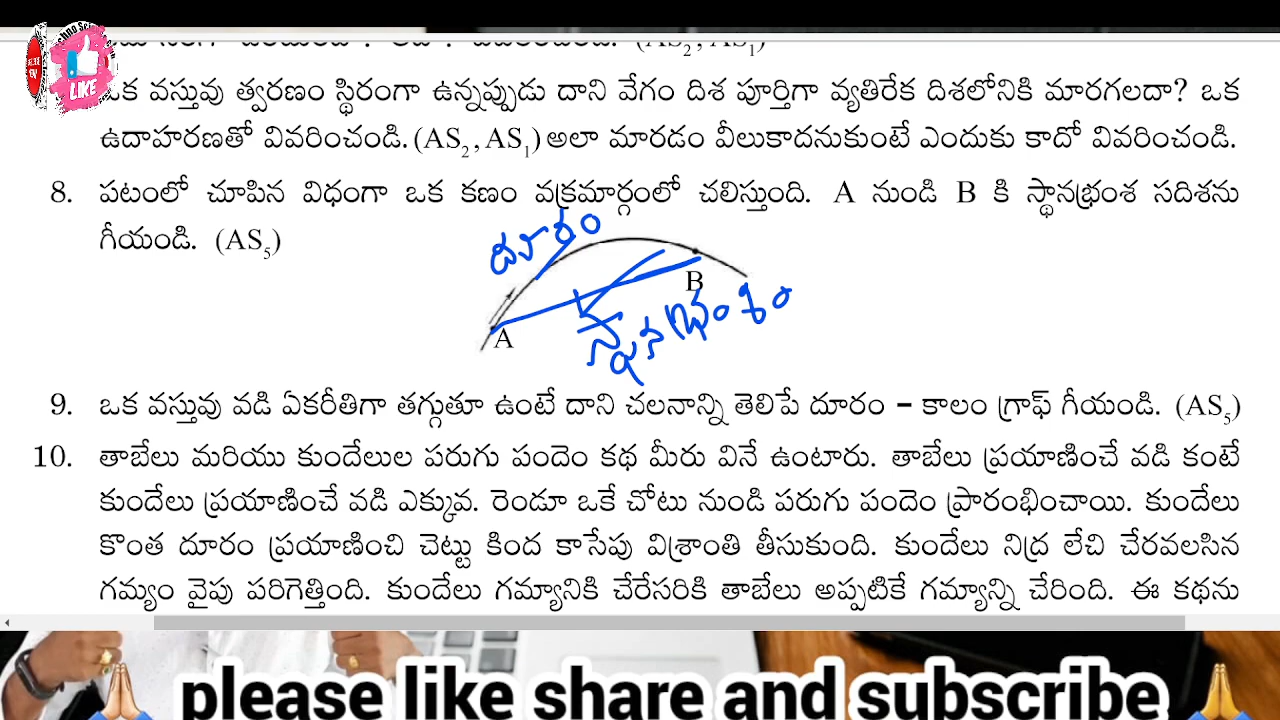 ఒక వస్తువు త్వరణం స్థిరంగా ఉన్నప్పుడు దాని వేగం దిశ పూర్తిగా వ్యతిరేక దిశలోనికి మారగలదా? ఒక
ఉదాహరణతో వివరించండి. (AS2, AS1) అలా మారడం వీలుకాదనుకుంటే ఎందుకు కాదో వివరించండి.
8. పటంలో చూపిన విధంగా ఒక కణం వక్రమార్గంలో చలిస్తుంది. A నుండి B కి స్థానభ్రంశ సదిశను
గీయండి. (AS5)
దూరం
B
A
స్థానభ్రంశం
9. ఒక వస్తువు వడి ఏకరీతిగా తగ్గుతూ ఉంటే దాని చలనాన్ని తెలిపే దూరం – కాలం గ్రాఫ్ గీయండి. (AS5)
10. తాబేలు మరియు కుందేలుల పరుగు పందెం కథ మీరు వినే ఉంటారు. తాబేలు ప్రయాణించే వడి కంటే
కుందేలు ప్రయాణించే వడి ఎక్కువ. రెండూ ఒకే చోటు నుండి పరుగు పందెం ప్రారంభించాయి. కుందేలు
కొంత దూరం ప్రయాణించి చెట్టు కింద కాసేపు విశ్రాంతి తీసుకుంది. కుందేలు నిద్ర లేచి చేరవలసిన
గమ్యం వైపు పరిగెత్తింది. కుందేలు గమ్యానికి చేరేసరికి తాబేలు అప్పటికే గమ్యాన్ని చేరింది. ఈ కథను
LIKE
please like share and subscribe